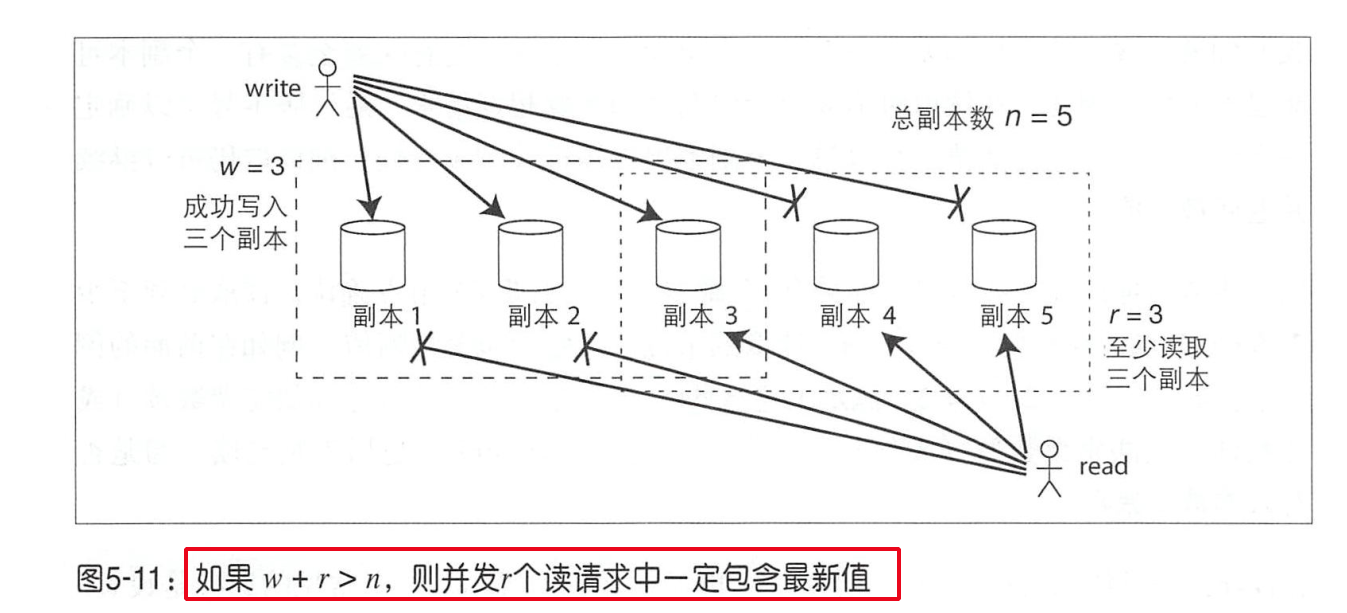 write
总副本数 n = 5
w = 3
成功写入
三个副本
副本 1
副本 2
副本 3
副本 4
副本 5
r = 3
至少读取
三个副本
read
图5-11：如果 w + r > n，则并发r个读请求中一定包含最新值